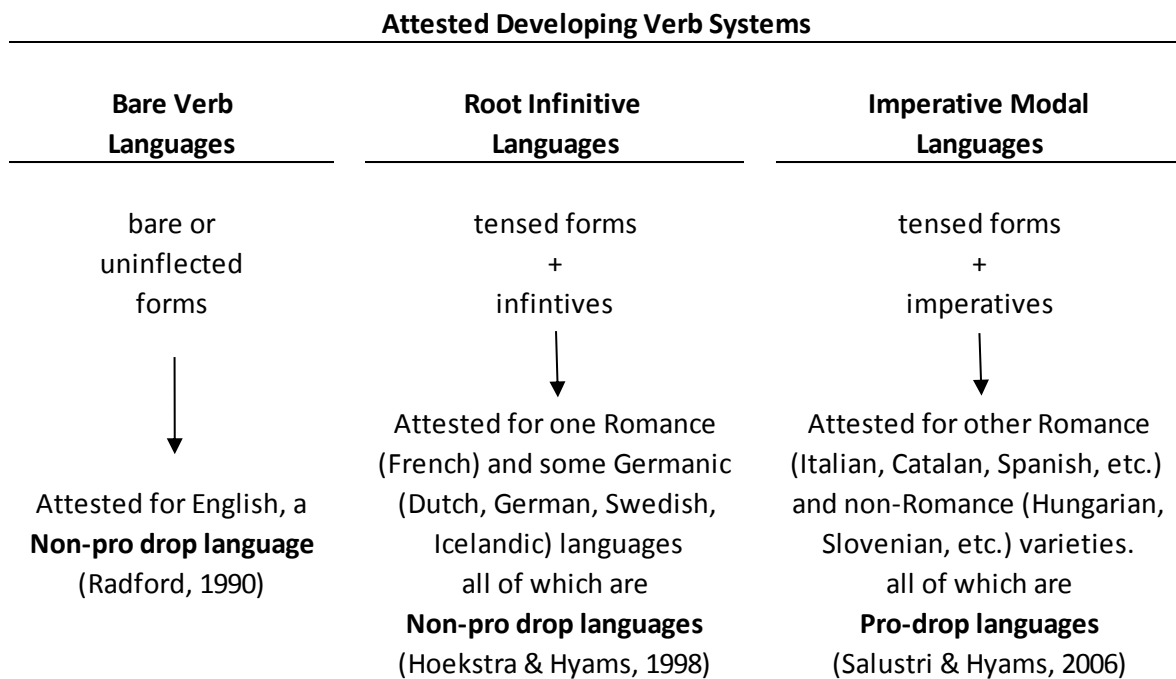 Attested Developing Verb Systems
Bare Verb
Languages
bare or
uninflected
forms
Attested for English, a
Non-pro drop language
(Radford, 1990)
Root Infinitive
Languages
tensed forms
+
infintives
Attested for one Romance
(French) and some Germanic
(Dutch, German, Swedish,
Icelandic) languages
all of which are
Non-pro drop languages
(Hoekstra & Hyams, 1998)
Imperative Modal
Languages
tensed forms
+
imperatives
Attested for other Romance
(Italian, Catalan, Spanish, etc.)
and non-Romance (Hungarian,
Slovenian, etc.) varieties.
all of which are
Pro-drop languages
(Salustri & Hyams, 2006)